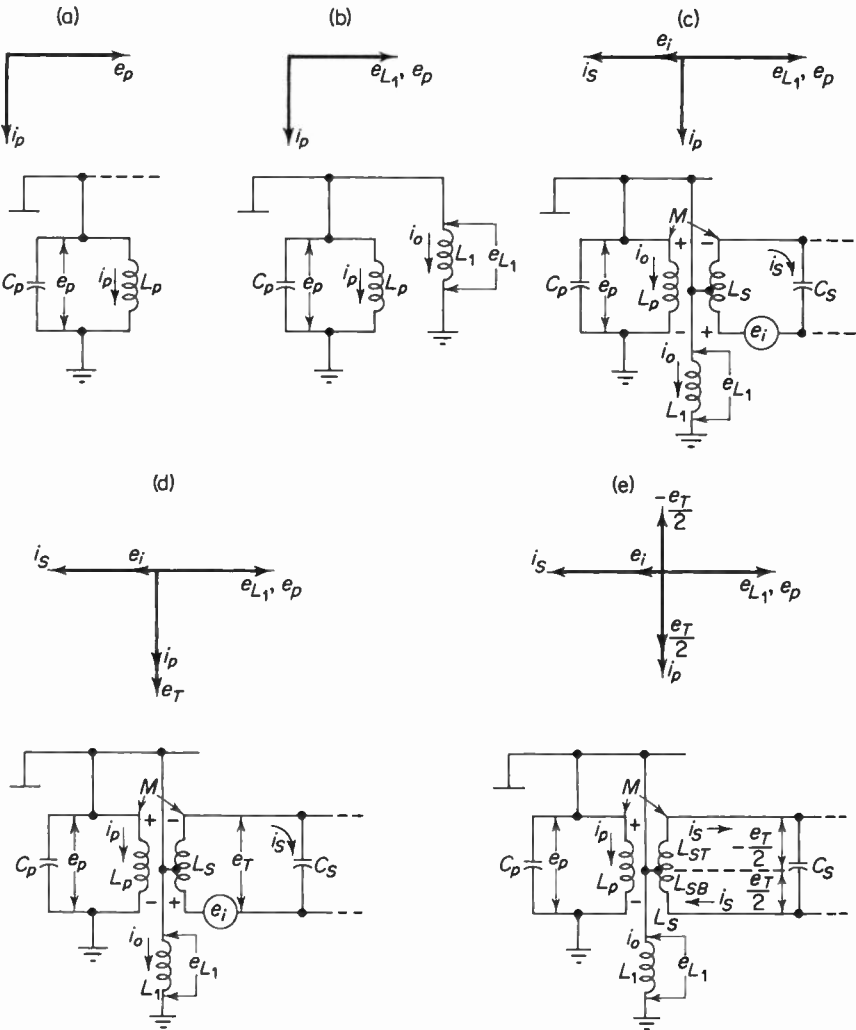 (a)
e_p
i_p
C_p e_p i_p L_p
(b)
e_L1, e_p
i_p
C_p e_p i_p L_p i_o L_1 e_L1
(c)
i_S e_i e_L1, e_p
i_p
M
+ −
C_p e_p i_o L_p L_S i_S C_S
− + e_i
i_o
L_1 e_L1
(d)
i_S e_i e_L1, e_p
i_p
e_T
M
+ −
C_p e_p i_p L_p L_S e_T i_S C_S
− + e_i
i_o
L_1 e_L1
(e)
−e_T/2
i_S e_i e_L1, e_p
e_T/2
i_p
M
+ i_S
C_p e_p i_p L_p L_ST −e_T/2 C_S
L_SB e_T/2
− i_S
L_S
i_o
L_1 e_L1